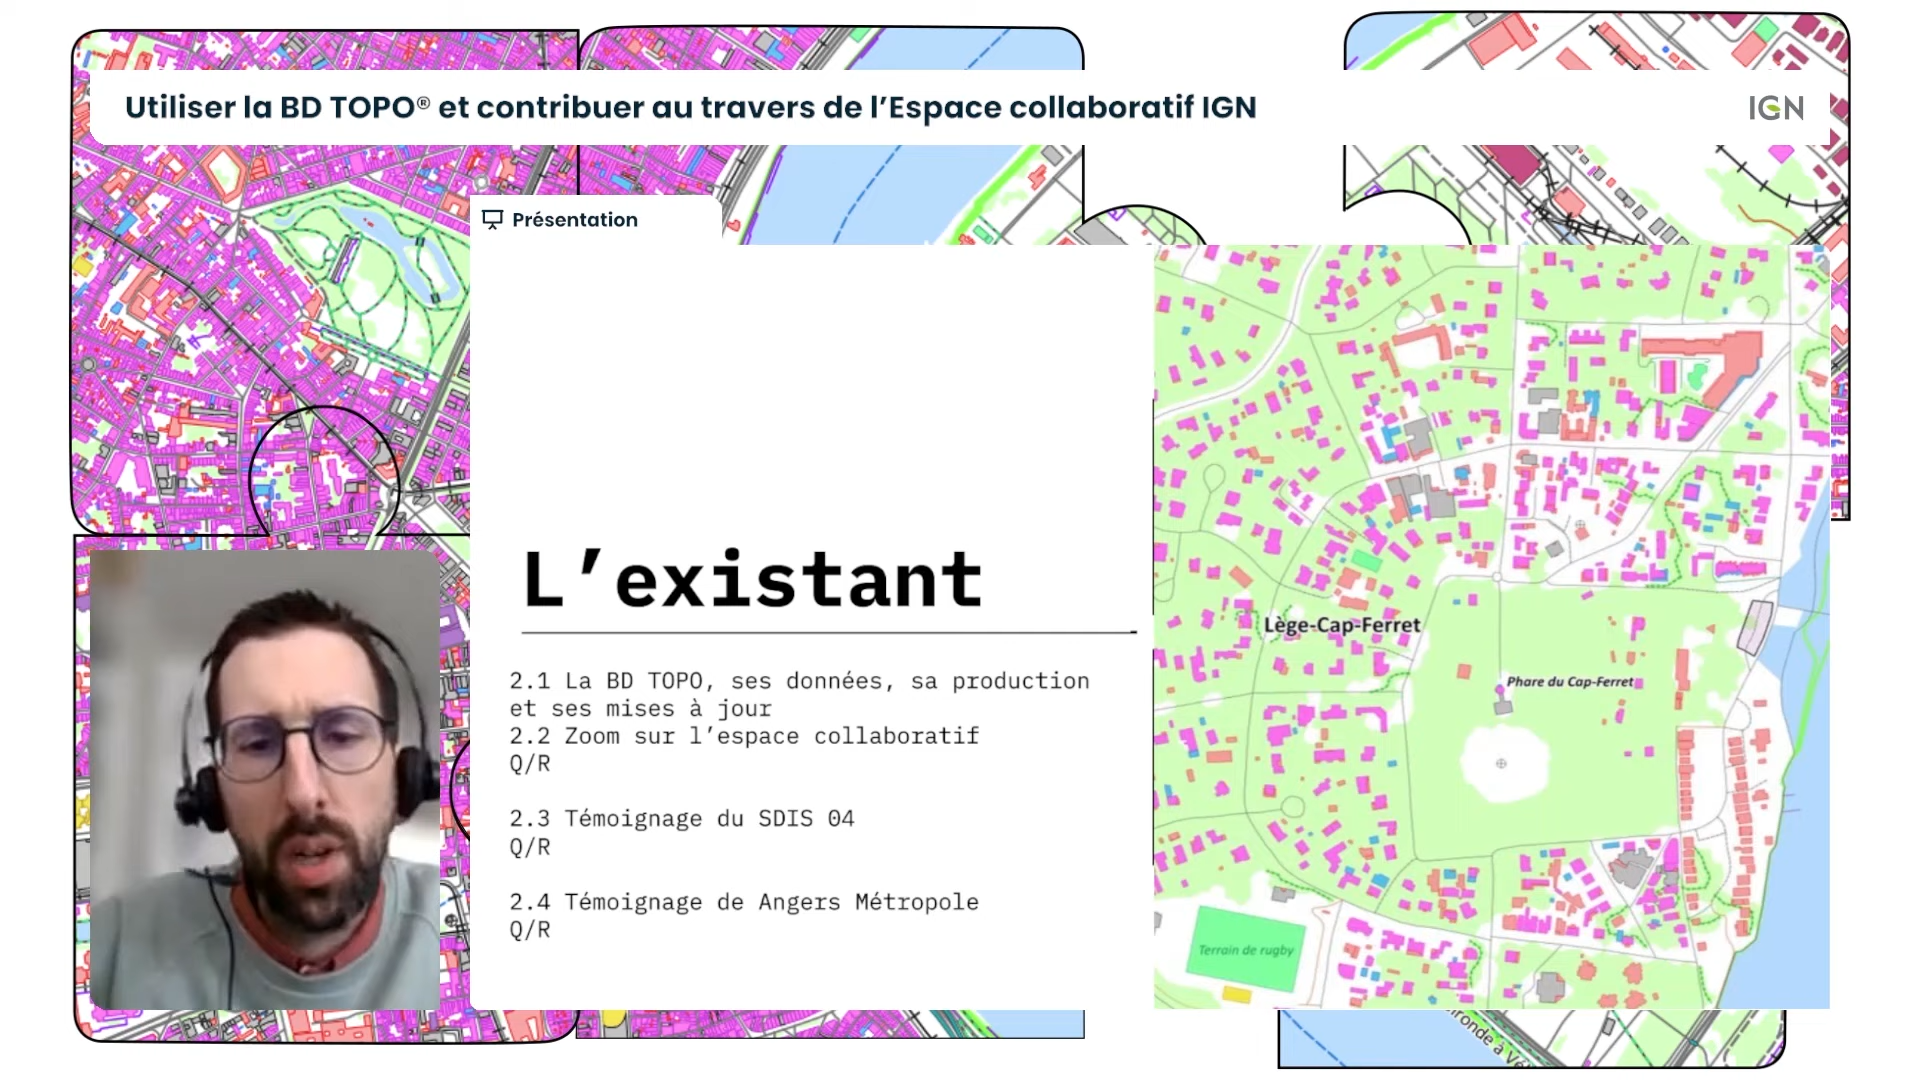 Utiliser la BD TOPO® et contribuer au travers de l’Espace collaboratif IGN
IGN
Présentation
L’existant
2.1 La BD TOPO, ses données, sa production
et ses mises à jour
2.2 Zoom sur l’espace collaboratif
Q/R
2.3 Témoignage du SDIS 04
Q/R
2.4 Témoignage de Angers Métropole
Q/R
Lège-Cap-Ferret
Phare du Cap-Ferret
Terrain de rugby